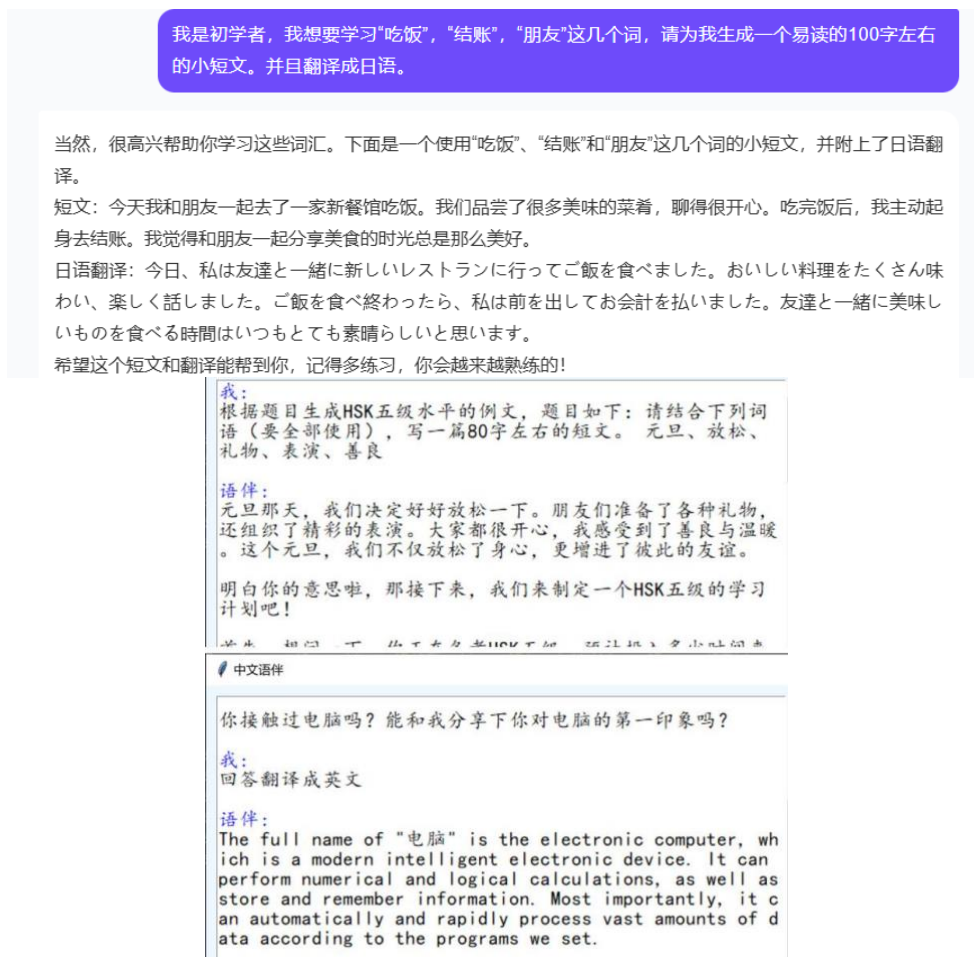 我是初学者，我想要学习“吃饭”，“结账”，“朋友”这几个词，请为我生成一个易读的100字左右
的小短文。并且翻译成日语。
当然，很高兴帮助你学习这些词汇。下面是一个使用“吃饭”、“结账”和“朋友”这几个词的小短文，并附上了日语翻
译。
短文：今天我和朋友一起去了一家新餐馆吃饭。我们品尝了很多美味的菜肴，聊得很开心。吃完饭后，我主动起
身去结账。我觉得和朋友一起分享美食的时光总是那么美好。
日语翻译：今日、私は友達と一緒に新しいレストランに行ってご飯を食べました。おいしい料理をたくさん味
わい、楽しく話しました。ご飯を食べ終わったら、私は前を出してお会計を払いました。友達と一緒に美味し
いものを食べる時間はいつもとても素晴らしいと思います。
希望这个短文和翻译能帮到你，记得多练习，你会越来越熟练的！
我：
根据题目生成HSK五级水平的例文，题目如下：请结合下列词
语（要全部使用），写一篇80字左右的短文。 元旦、放松、
礼物、表演、善良
语伴：
元旦那天，我们决定好好放松一下。朋友们准备了各种礼物，
还组织了精彩的表演。大家都很开心，我感受到了善良与温暖
。这个元旦，我们不仅放松了身心，更增进了彼此的友谊。
明白你的意思啦，那接下来，我们来制定一个HSK五级的学习
计划吧！
中文语伴
你接触过电脑吗？能和我分享下你对电脑的第一印象吗？
我：
回答翻译成英文
语伴：
The full name of "电脑" is the electronic computer, wh
ich is a modern intelligent electronic device. It can
perform numerical and logical calculations, as well as
store and remember information. Most importantly, it c
an automatically and rapidly process vast amounts of d
ata according to the programs we set.